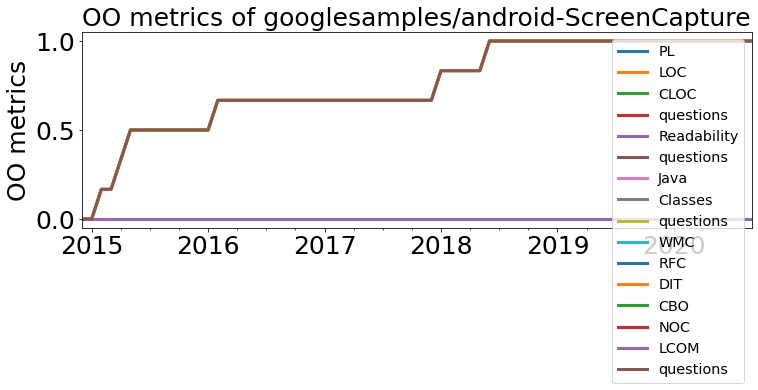 OO metrics of googlesamples/android-ScreenCapture
OO metrics
1.0
0.5
0.0
2015 2016 2017 2018 2019 2020
PL
LOC
CLOC
questions
Readability
questions
Java
Classes
questions
WMC
RFC
DIT
CBO
NOC
LCOM
questions